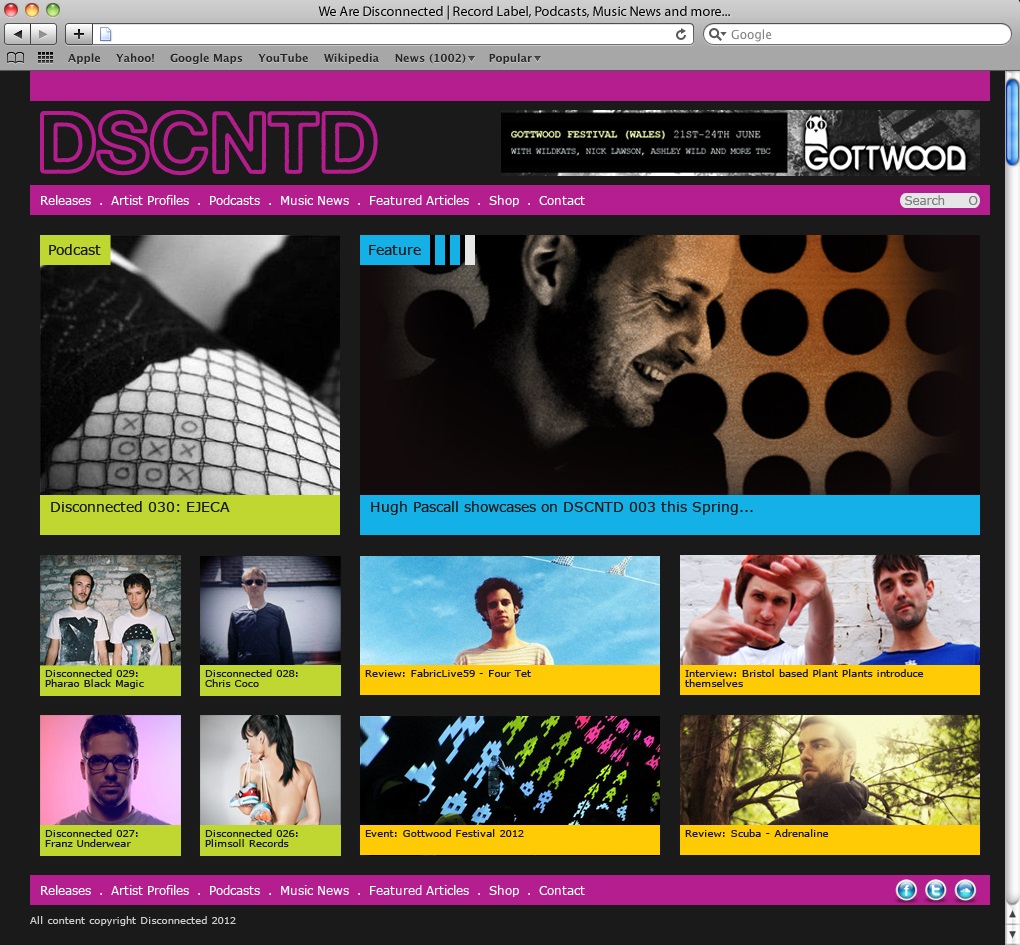 We Are Disconnected | Record Label, Podcasts, Music News and more...
Google
Apple Yahoo! Google Maps YouTube Wikipedia News (1002) Popular
DSCNTD
GOTTWOOD FESTIVAL (WALES) 21ST-24TH JUNE
WITH WILDKATS, NICK LAWSON, ASHLEY WILD AND MORE TBC
GOTTWOOD
Releases . Artist Profiles . Podcasts . Music News . Featured Articles . Shop . Contact
Search
Podcast
Feature
X O
O X X
O O X
Disconnected 030: EJECA
Hugh Pascall showcases on DSCNTD 003 this Spring...
Disconnected 029:
Pharao Black Magic
Disconnected 028:
Chris Coco
Review: FabricLive59 - Four Tet
Interview: Bristol based Plant Plants introduce
themselves
Disconnected 027:
Franz Underwear
Disconnected 026:
Plimsoll Records
Event: Gottwood Festival 2012
Review: Scuba - Adrenaline
Releases . Artist Profiles . Podcasts . Music News . Featured Articles . Shop . Contact
All content copyright Disconnected 2012